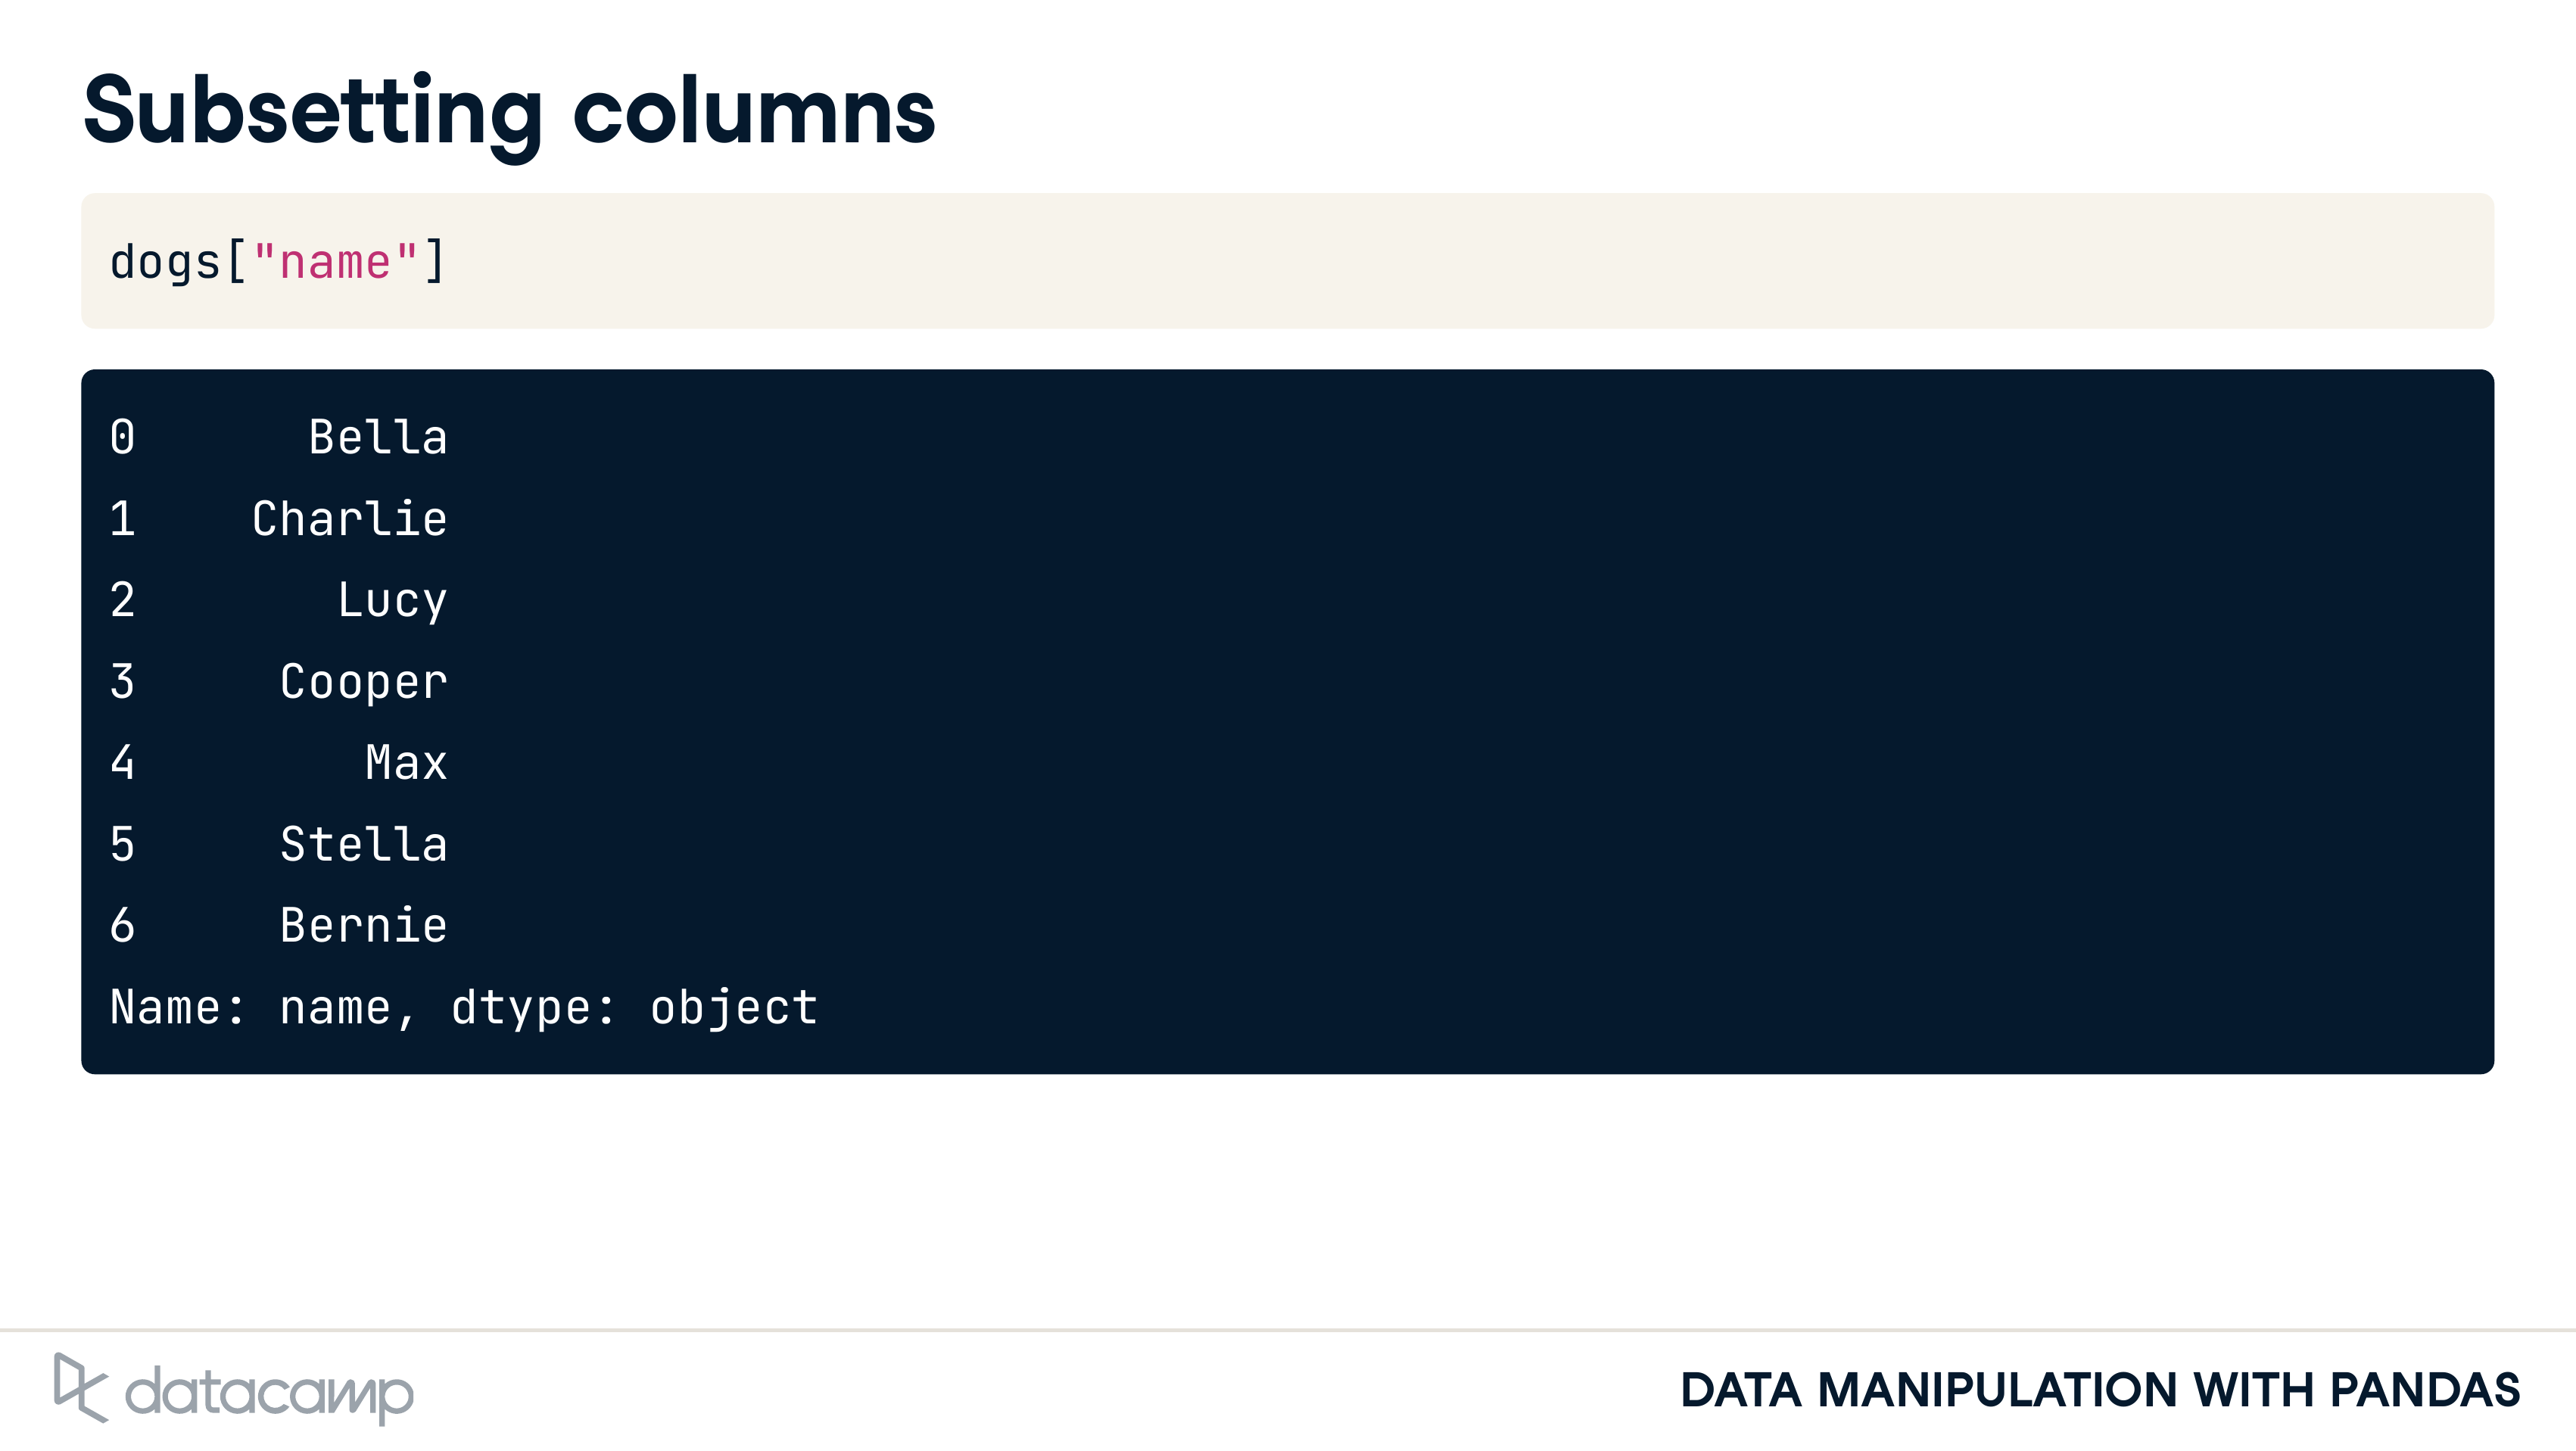 Subsetting columns
dogs["name"]
0      Bella
1    Charlie
2       Lucy
3     Cooper
4        Max
5     Stella
6     Bernie
Name: name, dtype: object
datacamp
DATA MANIPULATION WITH PANDAS